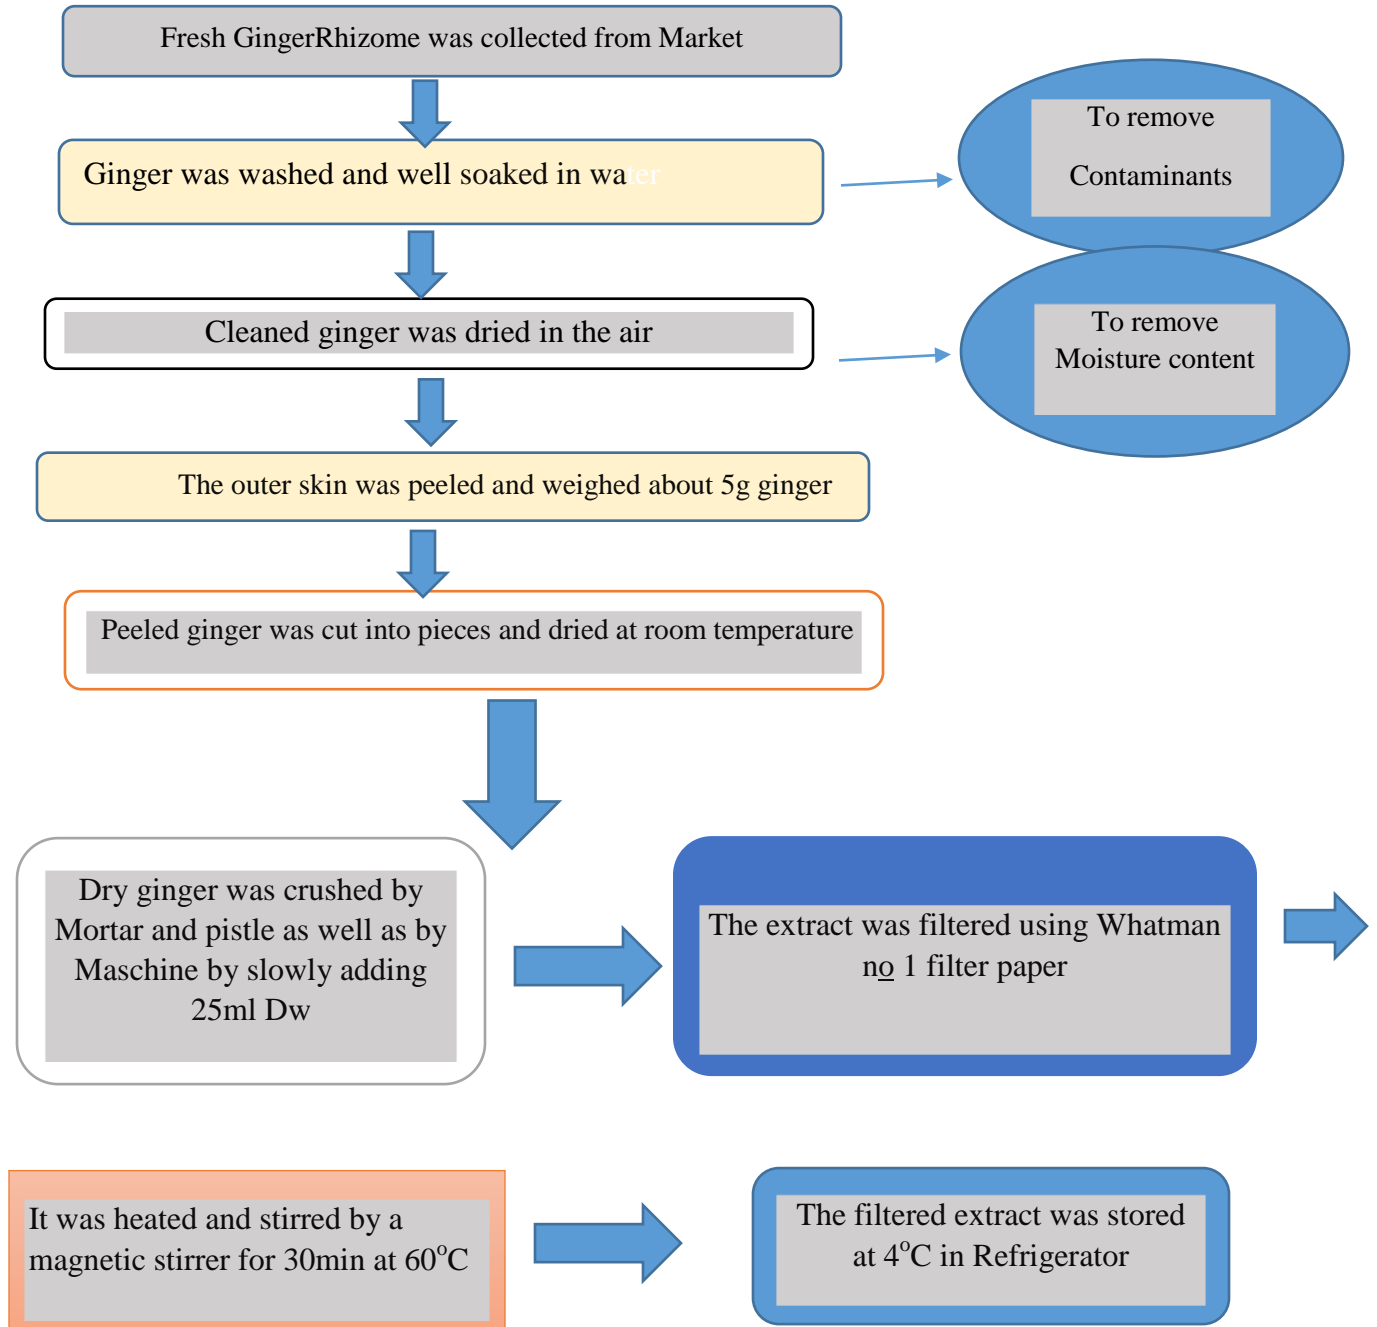 Fresh GingerRhizome was collected from Market
To remove
Contaminants
Ginger was washed and well soaked in water
To remove
Moisture content
Cleaned ginger was dried in the air
The outer skin was peeled and weighed about 5g ginger
Peeled ginger was cut into pieces and dried at room temperature
Dry ginger was crushed by
Mortar and pistle as well as by
Maschine by slowly adding
25ml Dw
The extract was filtered using Whatman
no 1 filter paper
It was heated and stirred by a
magnetic stirrer for 30min at 60°C
The filtered extract was stored
at 4°C in Refrigerator